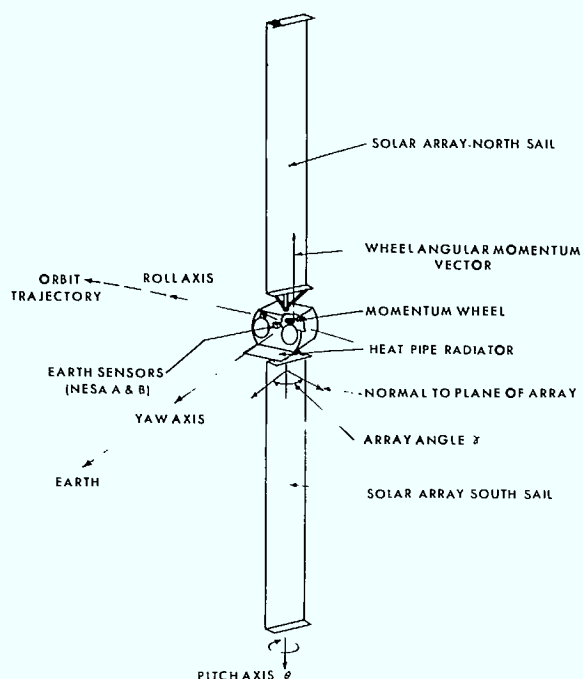 SOLAR ARRAY-NORTH SAIL
WHEEL ANGULAR MOMENTUM
VECTOR
ORBIT
TRAJECTORY
ROLL AXIS
MOMENTUM WHEEL
HEAT PIPE RADIATOR
EARTH SENSORS
(NESA A & B)
NORMAL TO PLANE OF ARRAY
YAW AXIS
ARRAY ANGLE γ
EARTH
SOLAR ARRAY SOUTH SAIL
PITCH AXIS θ